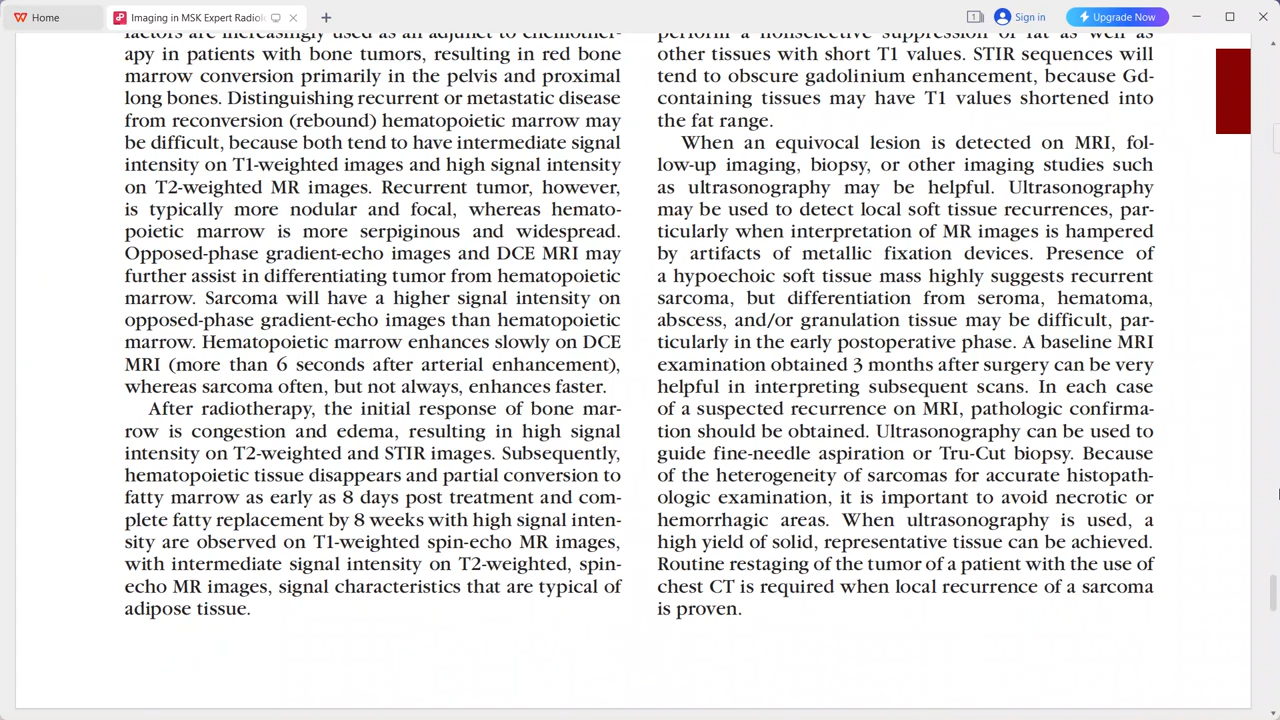 Home
Imaging in MSK Expert Radiol
1
Sign in
Upgrade Now
factors are increasingly used as an adjunct to chemother-
apy in patients with bone tumors, resulting in red bone
marrow conversion primarily in the pelvis and proximal
long bones. Distinguishing recurrent or metastatic disease
from reconversion (rebound) hematopoietic marrow may
be difficult, because both tend to have intermediate signal
intensity on T1-weighted images and high signal intensity
on T2-weighted MR images. Recurrent tumor, however,
is typically more nodular and focal, whereas hemato-
poietic marrow is more serpiginous and widespread.
Opposed-phase gradient-echo images and DCE MRI may
further assist in differentiating tumor from hematopoietic
marrow. Sarcoma will have a higher signal intensity on
opposed-phase gradient-echo images than hematopoietic
marrow. Hematopoietic marrow enhances slowly on DCE
MRI (more than 6 seconds after arterial enhancement),
whereas sarcoma often, but not always, enhances faster.
After radiotherapy, the initial response of bone mar-
row is congestion and edema, resulting in high signal
intensity on T2-weighted and STIR images. Subsequently,
hematopoietic tissue disappears and partial conversion to
fatty marrow as early as 8 days post treatment and com-
plete fatty replacement by 8 weeks with high signal inten-
sity are observed on T1-weighted spin-echo MR images,
with intermediate signal intensity on T2-weighted, spin-
echo MR images, signal characteristics that are typical of
adipose tissue.
perform a nonselective suppression of fat as well as
other tissues with short T1 values. STIR sequences will
tend to obscure gadolinium enhancement, because Gd-
containing tissues may have T1 values shortened into
the fat range.
When an equivocal lesion is detected on MRI, fol-
low-up imaging, biopsy, or other imaging studies such
as ultrasonography may be helpful. Ultrasonography
may be used to detect local soft tissue recurrences, par-
ticularly when interpretation of MR images is hampered
by artifacts of metallic fixation devices. Presence of
a hypoechoic soft tissue mass highly suggests recurrent
sarcoma, but differentiation from seroma, hematoma,
abscess, and/or granulation tissue may be difficult, par-
ticularly in the early postoperative phase. A baseline MRI
examination obtained 3 months after surgery can be very
helpful in interpreting subsequent scans. In each case
of a suspected recurrence on MRI, pathologic confirma-
tion should be obtained. Ultrasonography can be used to
guide fine-needle aspiration or Tru-Cut biopsy. Because
of the heterogeneity of sarcomas for accurate histopath-
ologic examination, it is important to avoid necrotic or
hemorrhagic areas. When ultrasonography is used, a
high yield of solid, representative tissue can be achieved.
Routine restaging of the tumor of a patient with the use of
chest CT is required when local recurrence of a sarcoma
is proven.